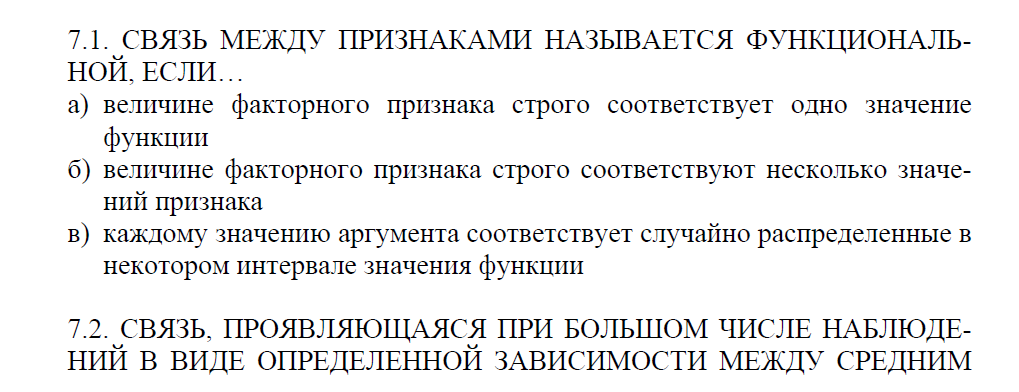 7.1. СВЯЗЬ МЕЖДУ ПРИЗНАКАМИ НАЗЫВАЕТСЯ ФУНКЦИОНАЛЬ-
НОЙ, ЕСЛИ…
а) величине факторного признака строго соответствует одно значение
функции
б) величине факторного признака строго соответствуют несколько значе-
ний признака
в) каждому значению аргумента соответствует случайно распределенные в
некотором интервале значения функции
7.2. СВЯЗЬ, ПРОЯВЛЯЮЩАЯСЯ ПРИ БОЛЬШОМ ЧИСЛЕ НАБЛЮДЕ-
НИЙ В ВИДЕ ОПРЕДЕЛЕННОЙ ЗАВИСИМОСТИ МЕЖДУ СРЕДНИМ